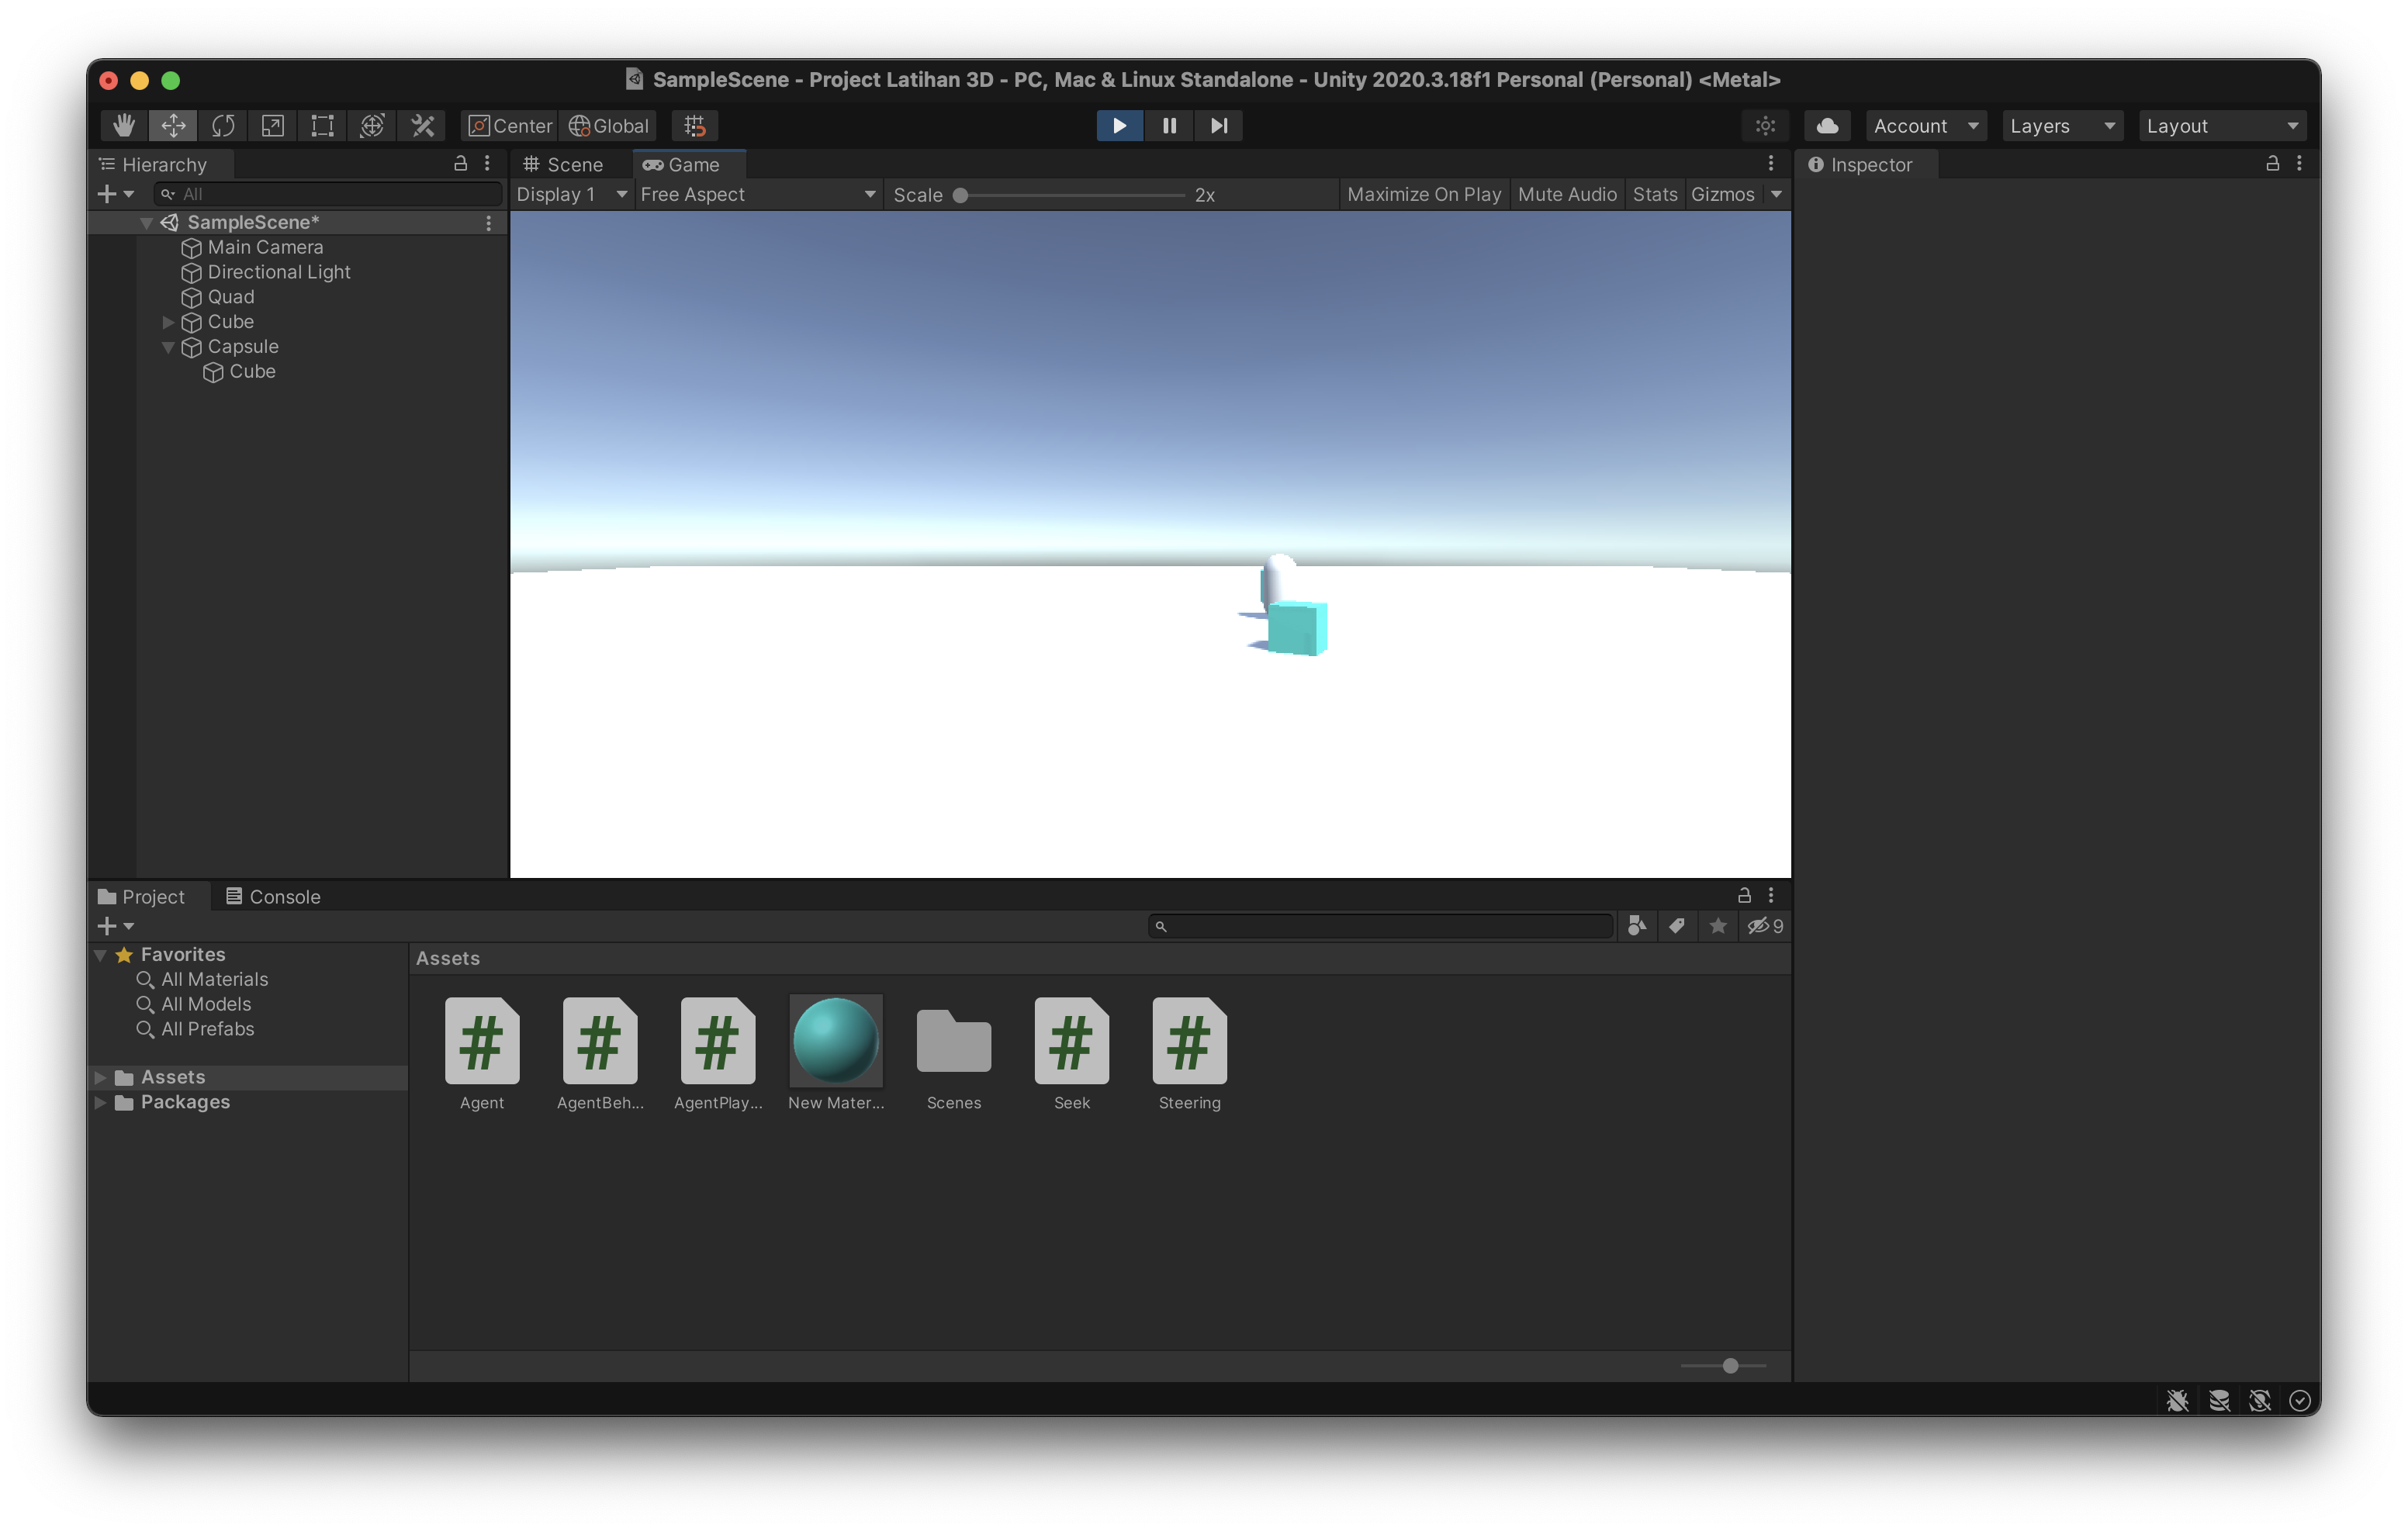 SampleScene - Project Latihan 3D - PC, Mac & Linux Standalone - Unity 2020.3.18f1 Personal (Personal) <Metal>
Center Global Account Layers Layout
Hierarchy
All
SampleScene*
Main Camera
Directional Light
Quad
Cube
Capsule
Cube
Scene Game
Display 1 Free Aspect Scale 2x Maximize On Play Mute Audio Stats Gizmos
Inspector
Project Console
9
Favorites
All Materials
All Models
All Prefabs
Assets
Packages
Assets
Agent AgentBeh... AgentPlay... New Mater... Scenes Seek Steering